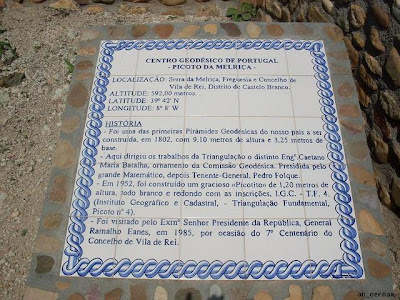 CENTRO GEODÉSICO DE PORTUGAL
- PICOTO DA MELRIÇA -
LOCALIZAÇÃO: Serra da Melriça, Freguesia e Concelho de
Vila de Rei, Distrito de Castelo Branco.
ALTITUDE: 592,00 metros
LATITUDE: 39º 42' N
LONGITUDE: 8º 8' W
HISTÓRIA
- Foi uma das primeiras Pirâmides Geodésicas do nosso país a ser
construída, em 1802, com 9,10 metros de altura e 3,25 metros de
base.
- Aqui dirigiu os trabalhos da Triangulação o distinto Engº. Caetano
Maria Batalha, ornamento da Comissão Geodésica. Presidida pelo
grande Matemático, depois Tenente-General, Pedro Folque.
- Em 1952, foi construído um gracioso «Picotito» de 1,20 metros de
altura, todo branco e redondo com as inscrições, I.G.C. - T.F. 4.
(Instituto Geográfico e Cadastral, - Triangulação Fundamental,
Picoto nº 4).
- Foi visitado pelo Exmº Senhor Presidente da República, General
Ramalho Eanes, em 1985, por ocasião do 7º Centenário do
Concelho de Vila de Rei.
at_cernak